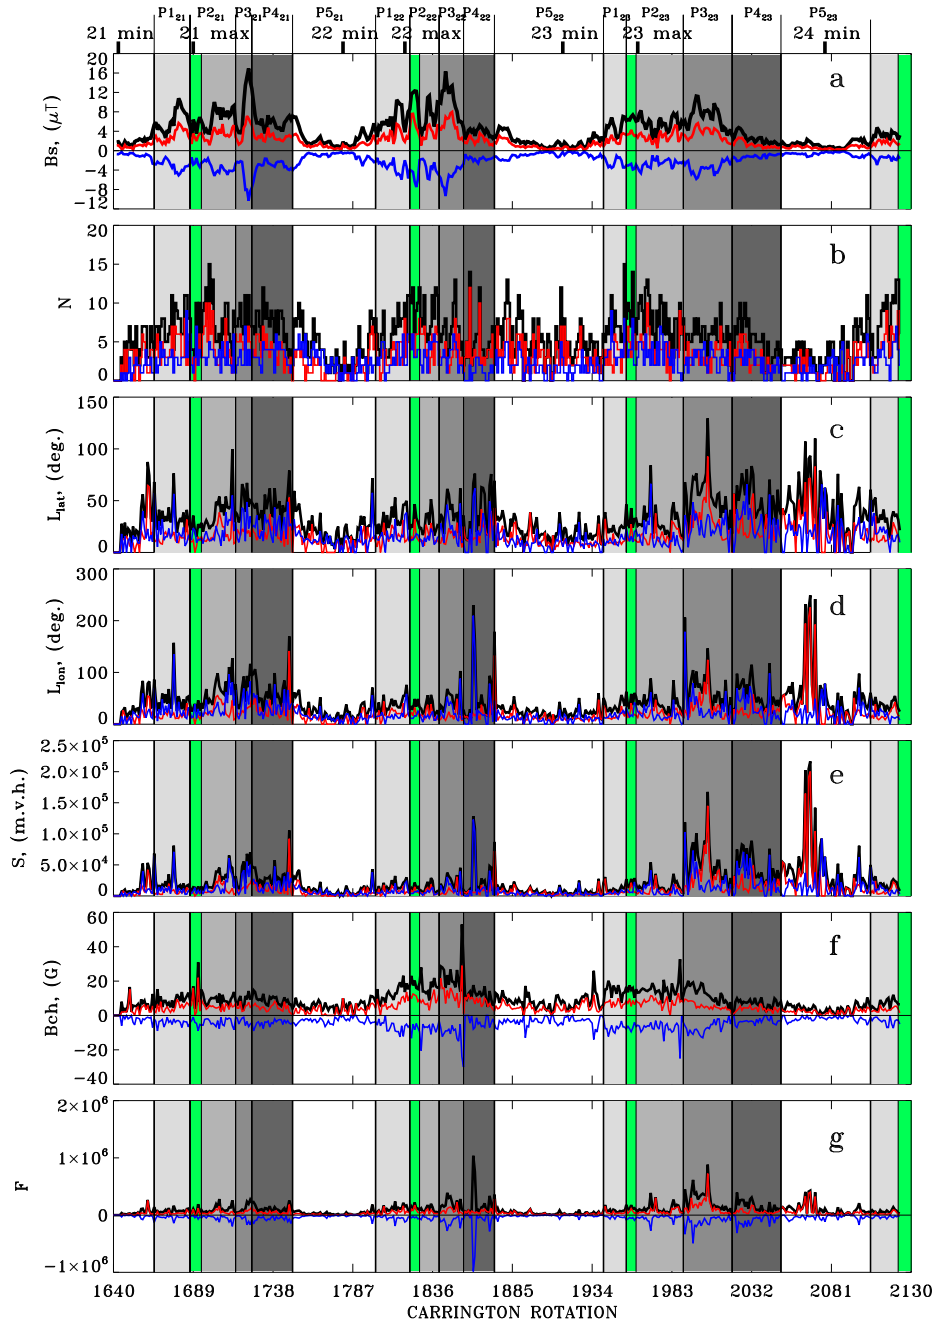 P1₂₁ P2₂₁ P3₂₁ P4₂₁ P5₂₁ P1₂₂ P2₂₂ P3₂₂ P4₂₂ P5₂₂ P1₂₃ P2₂₃ P3₂₃ P4₂₃ P5₂₃
21 min 21 max 22 min 22 max 23 min 23 max 24 min
20
16
12
8
4
0
−4
−8
−12
Bs, (μT)
a
20
15
10
5
0
N
b
150
100
50
0
L_lat, (deg.)
c
300
200
100
0
L_lon, (deg.)
d
2.5×10⁵
2.0×10⁵
1.5×10⁵
1.0×10⁵
5.0×10⁴
0
S, (m.v.h.)
e
60
40
20
0
−20
−40
Bch, (G)
f
2×10⁶
1×10⁶
0
−1×10⁶
F
g
1640 1689 1738 1787 1836 1885 1934 1983 2032 2081 2130
CARRINGTON ROTATION